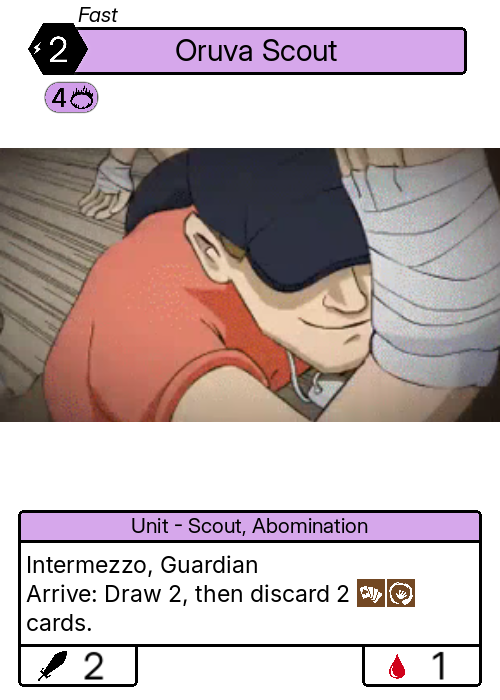 Fast
2
Oruva Scout
4
Unit - Scout, Abomination
Intermezzo, Guardian
Arrive: Draw 2, then discard 2
cards.
2
1